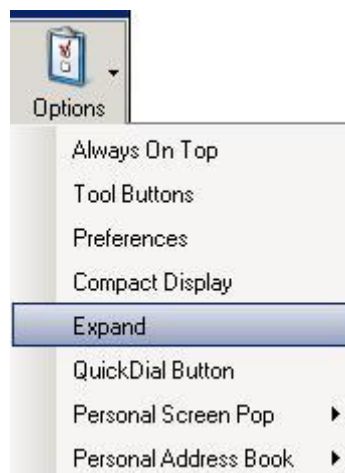 Options
Always On Top
Tool Buttons
Preferences
Compact Display
Expand
QuickDial Button
Personal Screen Pop
Personal Address Book